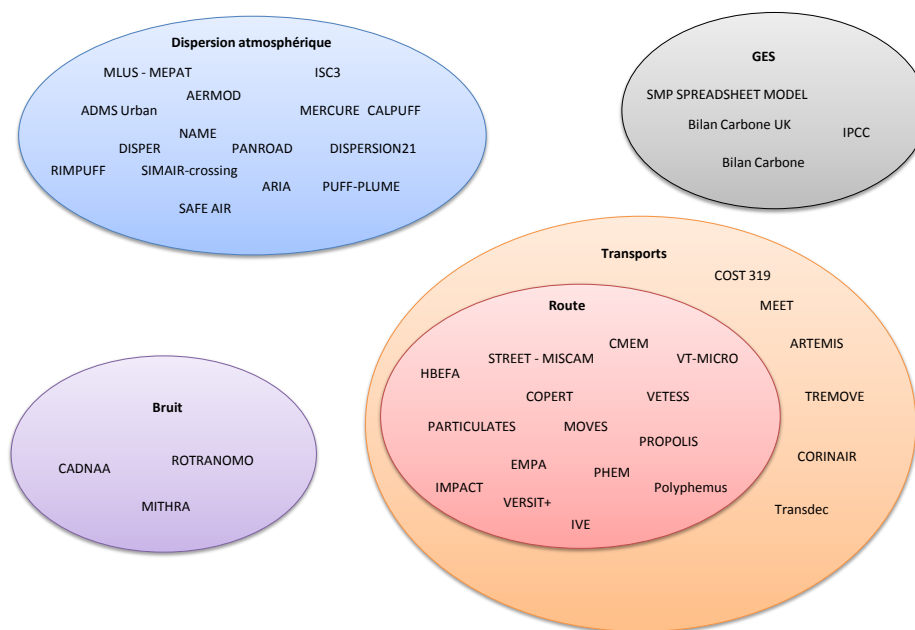 Dispersion atmosphérique
MLUS - MEPAT
ISC3
AERMOD
ADMS Urban
MERCURE
CALPUFF
NAME
DISPER
PANROAD
DISPERSION21
RIMPUFF
SIMAIR-crossing
ARIA
PUFF-PLUME
SAFE AIR
GES
SMP SPREADSHEET MODEL
Bilan Carbone UK
IPCC
Bilan Carbone
Transports
COST 319
MEET
ARTEMIS
TREMOVE
CORINAIR
Transdec
Route
CMEM
STREET - MISCAM
VT-MICRO
HBEFA
COPERT
VETESS
PARTICULATES
MOVES
PROPOLIS
EMPA
PHEM
IMPACT
Polyphemus
VERSIT+
IVE
Bruit
CADNAA
ROTRANOMO
MITHRA